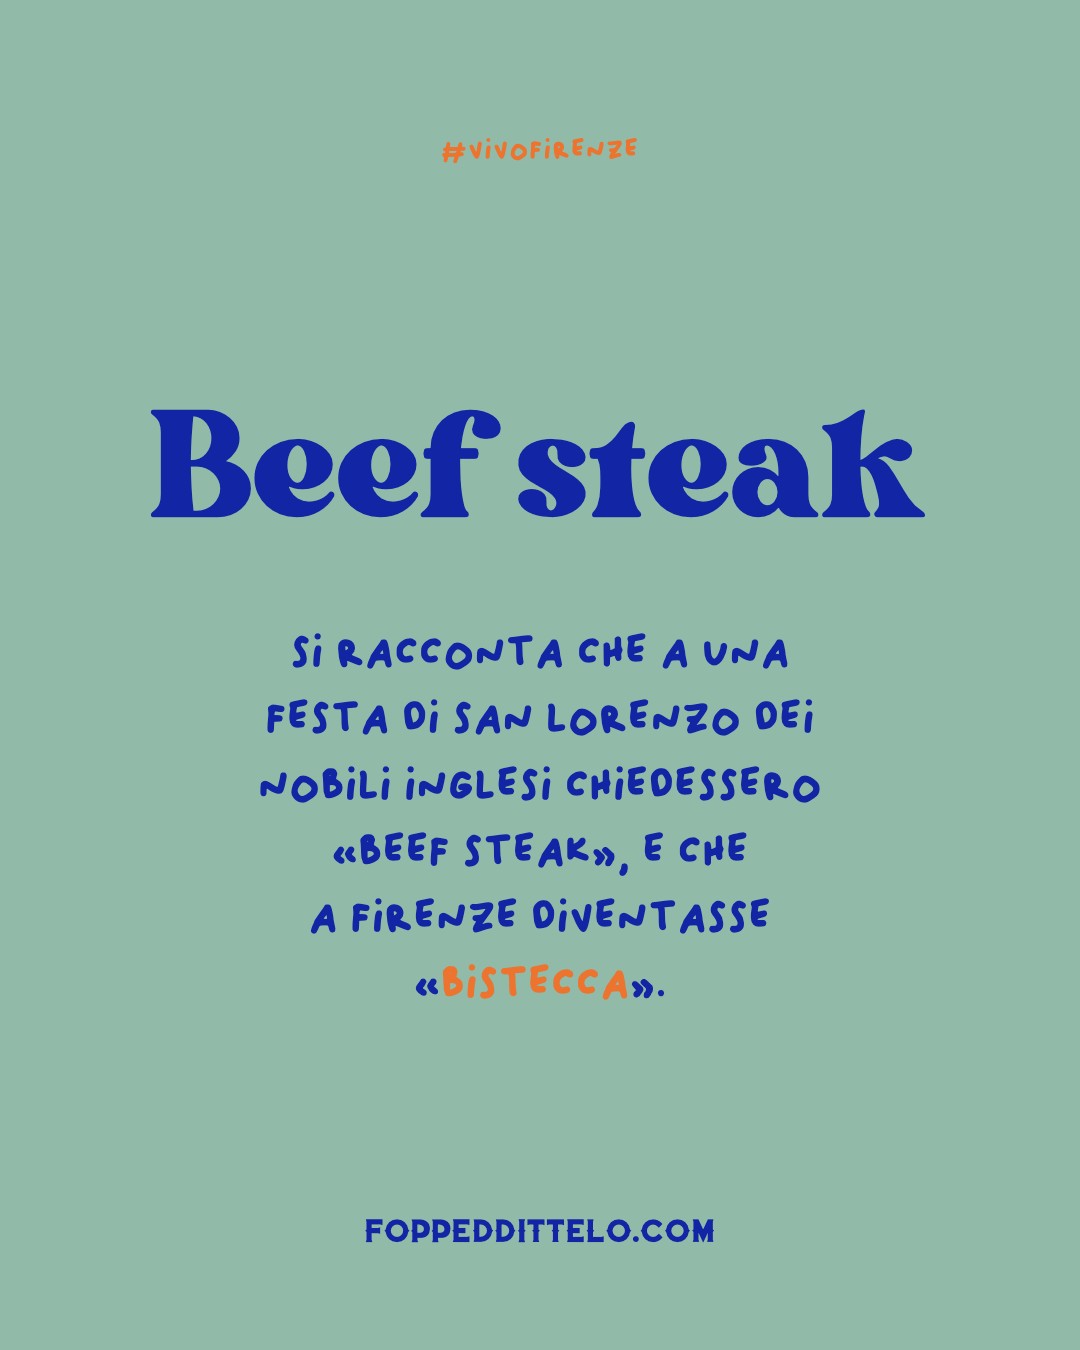 #ViVOFiRENZE
Beef steak
Si RACCONTA CHE A UNA
FESTA Di SAN LORENZO DEi
NOBiLi iNGLESi CHiEDESSERO
«BEEF STEAK», E CHE
A FiRENZE DiVENTASSE
«BiSTECCA».
FOPPEDDITTELO.COM